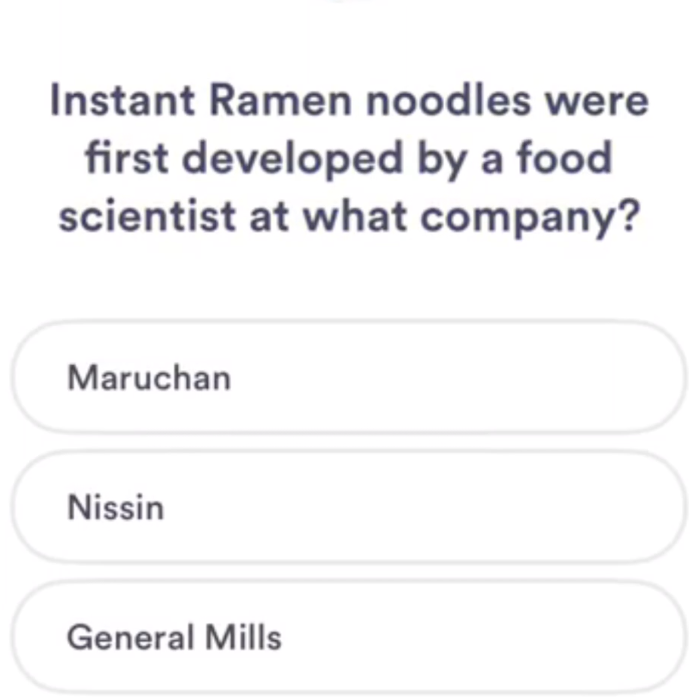 Instant Ramen noodles were
first developed by a food
scientist at what company?
Maruchan
Nissin
General Mills